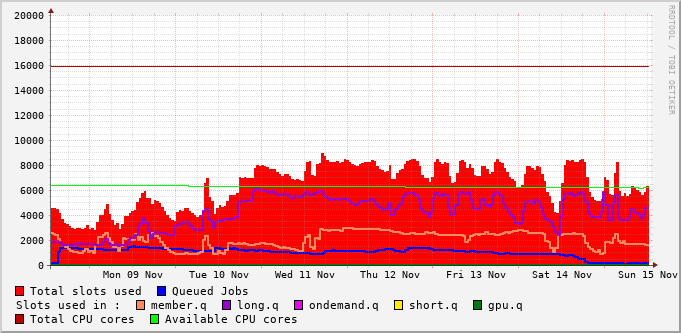 20000
18000
16000
14000
12000
10000
8000
6000
4000
2000
0
Mon 09 Nov Tue 10 Nov Wed 11 Nov Thu 12 Nov Fri 13 Nov Sat 14 Nov Sun 15 Nov
Total slots used Queued Jobs
Slots used in : member.q long.q ondemand.q short.q gpu.q
Total CPU cores Available CPU cores
RRDTOOL / TOBI OETIKER